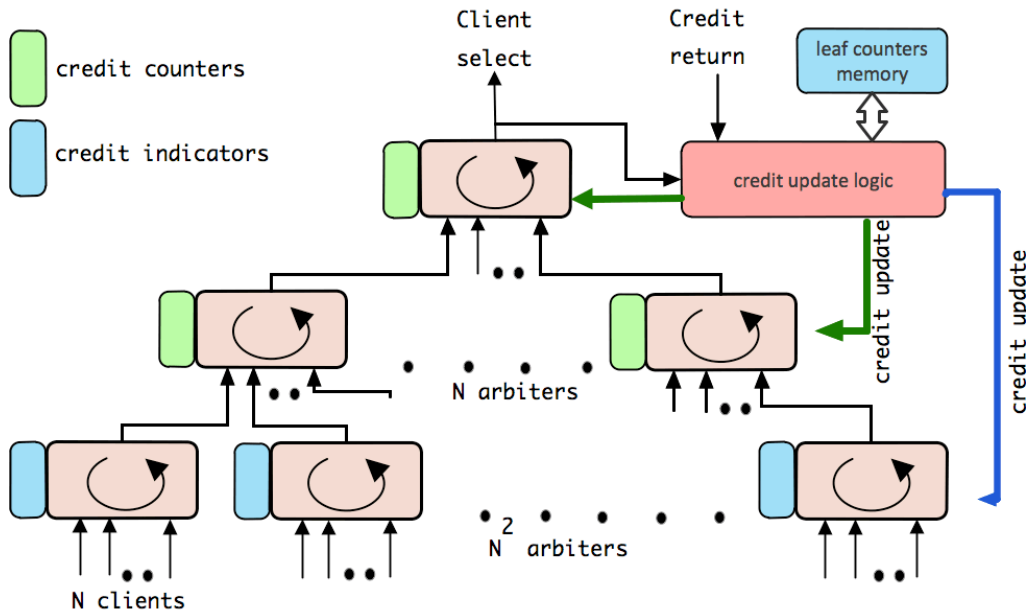 Client
select
Credit
return
leaf counters
memory
credit counters
credit indicators
credit update logic
credit update
credit update
N arbiters
N² arbiters
N clients